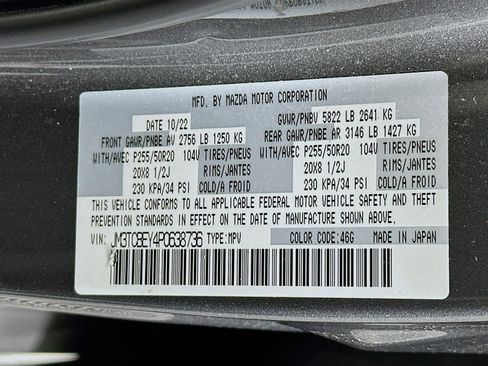 MFD. BY MAZDA MOTOR CORPORATION
DATE 10/22 GVWR/PNBV 5822 LB 2641 KG
FRONT GAWR/PNBE AV 2756 LB 1250 KG REAR GAWR/PNBE AR 3146 LB 1427 KG
WITH/AVEC P255/50R20 104V TIRES/PNEUS WITH/AVEC P255/50R20 104V TIRES/PNEUS
20X8 1/2J RIMS/JANTES 20X8 1/2J RIMS/JANTES
230 KPA/34 PSI COLD/A FROID 230 KPA/34 PSI COLD/A FROID
THIS VEHICLE CONFORMS TO ALL APPLICABLE FEDERAL MOTOR VEHICLE SAFETY AND THEFT
PREVENTION STANDARDS IN EFFECT ON THE DATE OF MANUFACTURE SHOWN ABOVE.
VIN: JM3TCBEY4P0638736 TYPE:MPV COLOR CODE:46G MADE IN JAPAN